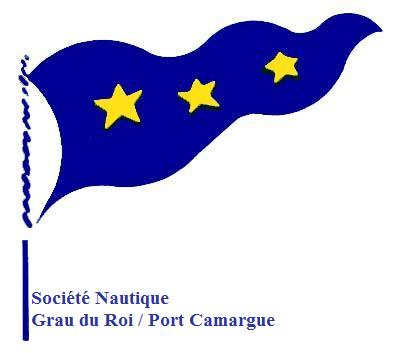 Société Nautique
Grau du Roi / Port Camargue